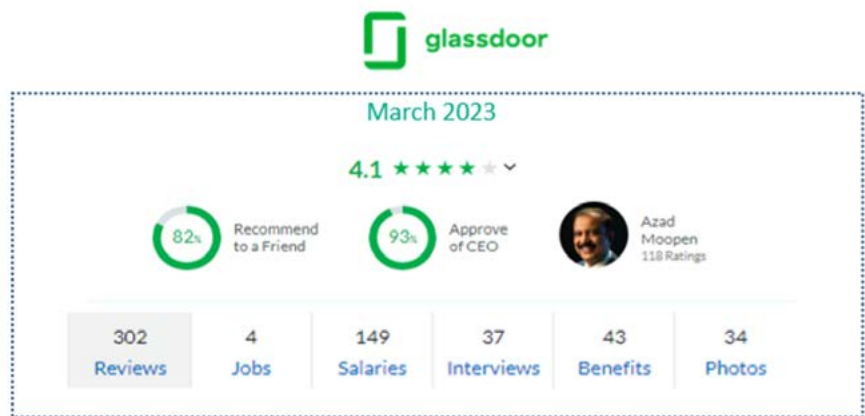 glassdoor
March 2023
4.1
82%
Recommend
to a Friend
93%
Approve
of CEO
Azad
Moopen
118 Ratings
302
Reviews
4
Jobs
149
Salaries
37
Interviews
43
Benefits
34
Photos